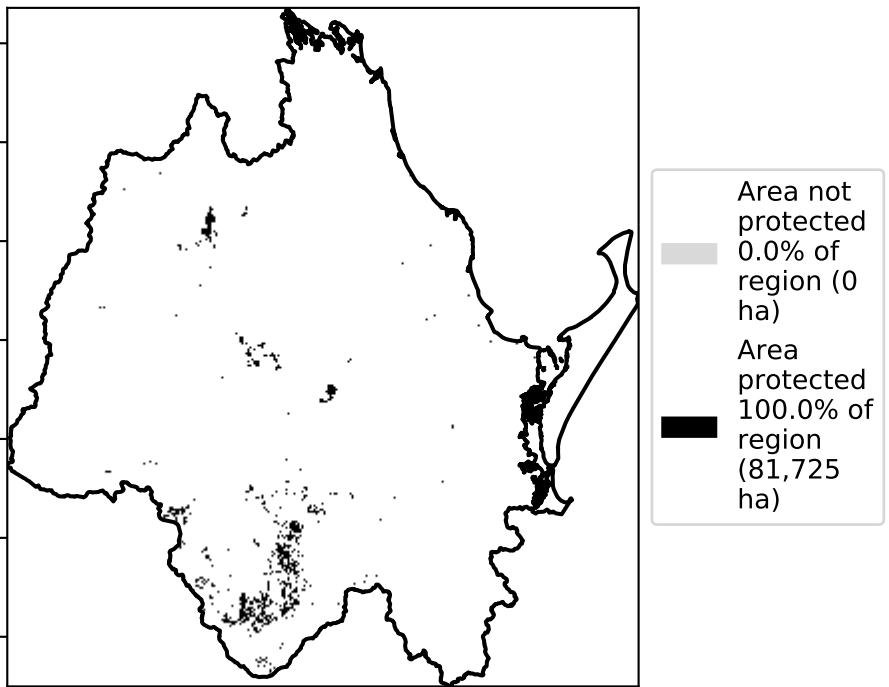 Area not
protected
0.0% of
region (0
ha)
Area
protected
100.0% of
region
(81,725
ha)